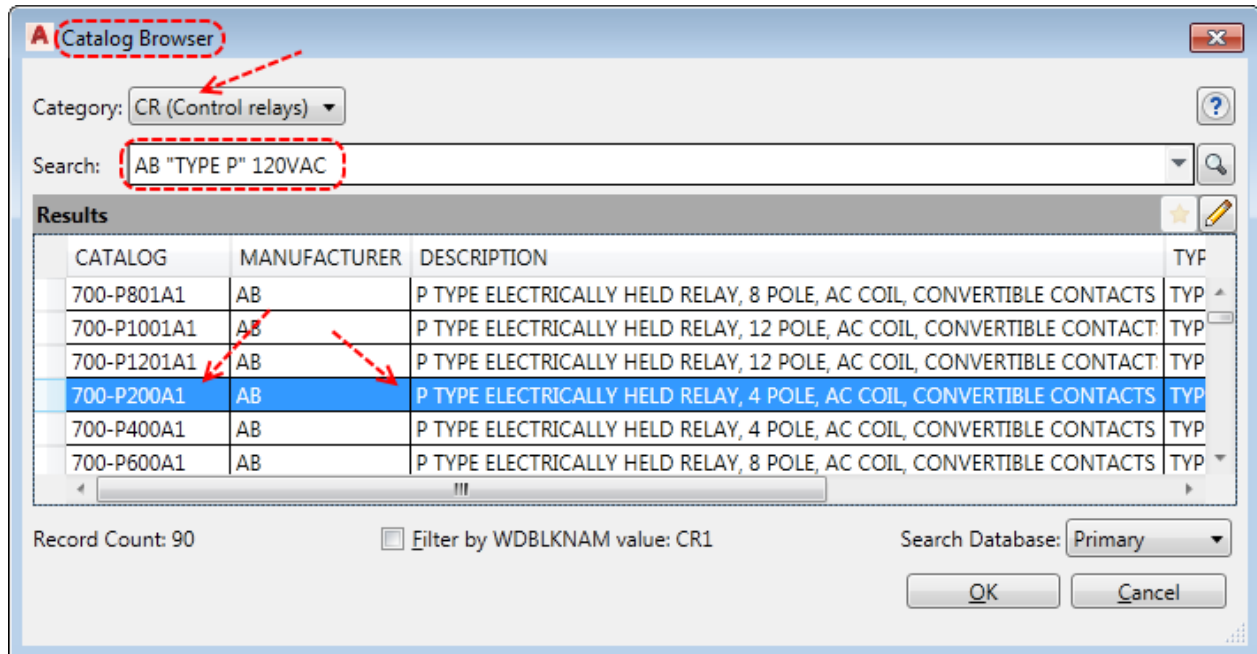 Catalog Browser
Category: CR (Control relays)
Search: AB "TYPE P" 120VAC
Results
CATALOG MANUFACTURER DESCRIPTION TYP
700-P801A1 AB P TYPE ELECTRICALLY HELD RELAY, 8 POLE, AC COIL, CONVERTIBLE CONTACTS TYP
700-P1001A1 AB P TYPE ELECTRICALLY HELD RELAY, 12 POLE, AC COIL, CONVERTIBLE CONTACT TYP
700-P1201A1 AB P TYPE ELECTRICALLY HELD RELAY, 12 POLE, AC COIL, CONVERTIBLE CONTACT TYP
700-P200A1 AB P TYPE ELECTRICALLY HELD RELAY, 4 POLE, AC COIL, CONVERTIBLE CONTACTS TYP
700-P400A1 AB P TYPE ELECTRICALLY HELD RELAY, 4 POLE, AC COIL, CONVERTIBLE CONTACTS TYP
700-P600A1 AB P TYPE ELECTRICALLY HELD RELAY, 8 POLE, AC COIL, CONVERTIBLE CONTACTS TYP
Record Count: 90 Filter by WDBLKNAM value: CR1 Search Database: Primary
OK Cancel